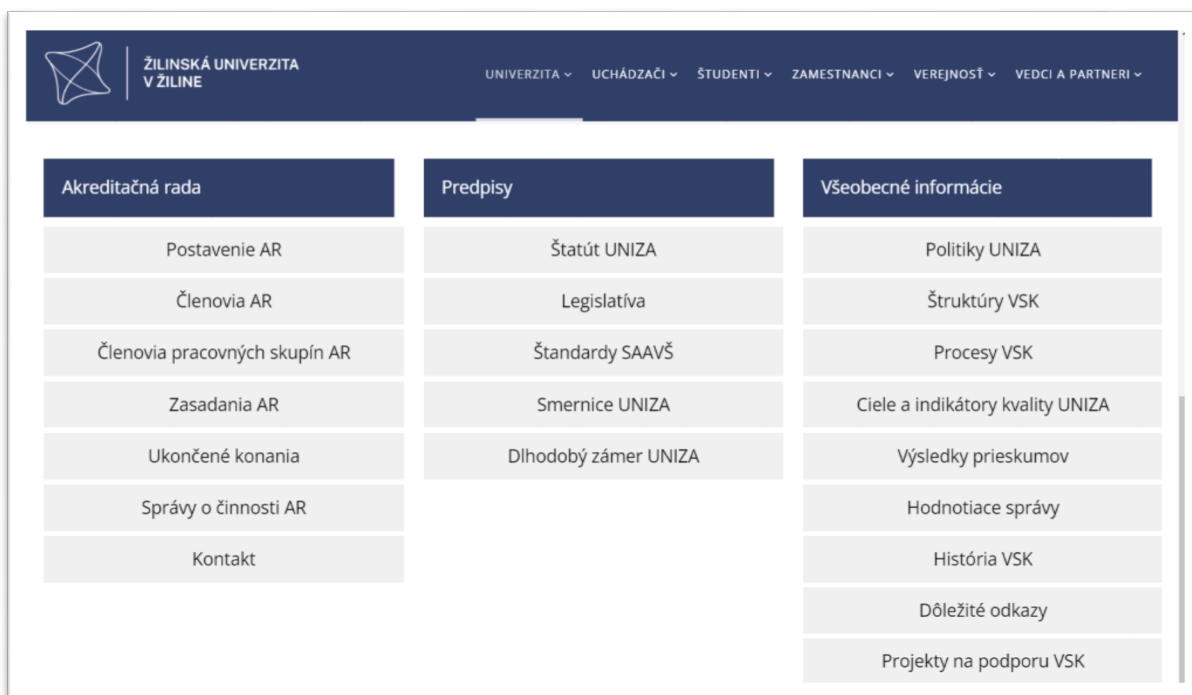 ŽILINSKÁ UNIVERZITA
V ŽILINE
UNIVERZITA
UCHÁDZAČI
ŠTUDENTI
ZAMESTNANCI
VEREJNOSŤ
VEDCI A PARTNERI
Akreditačná rada
Postavenie AR
Členovia AR
Členovia pracovných skupín AR
Zasadania AR
Ukončené konania
Správy o činnosti AR
Kontakt
Predpisy
Štatút UNIZA
Legislatíva
Štandardy SAAVŠ
Smernice UNIZA
Dlhodobý zámer UNIZA
Všeobecné informácie
Politiky UNIZA
Štruktúry VSK
Procesy VSK
Ciele a indikátory kvality UNIZA
Výsledky prieskumov
Hodnotiace správy
História VSK
Dôležité odkazy
Projekty na podporu VSK